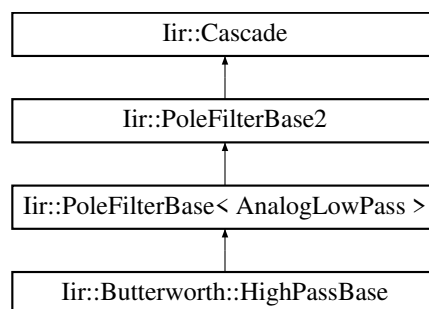 Iir::Cascade
Iir::PoleFilterBase2
Iir::PoleFilterBase< AnalogLowPass >
Iir::Butterworth::HighPassBase